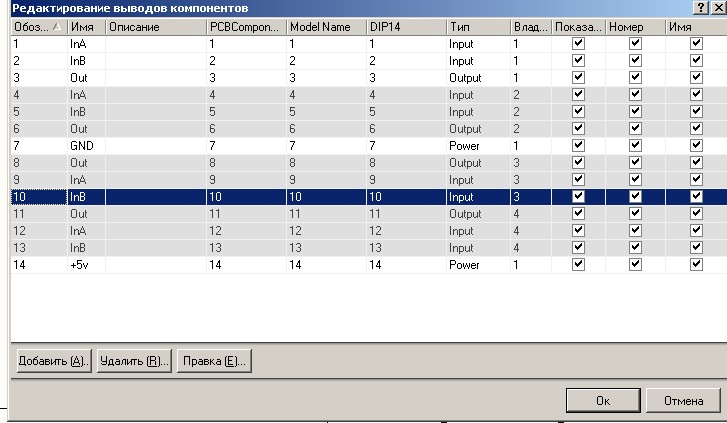 Редактирование выводов компонентов
Обоз... Имя Описание PCBCompon... Model Name DIP14 Тип Влад... Показа... Номер Имя
1 InA 1 1 1 Input 1
2 InB 2 2 2 Input 1
3 Out 3 3 3 Output 1
4 InA 4 4 4 Input 2
5 InB 5 5 5 Input 2
6 Out 6 6 6 Output 2
7 GND 7 7 7 Power 1
8 Out 8 8 8 Output 3
9 InA 9 9 9 Input 3
10 InB 10 10 10 Input 3
11 Out 11 11 11 Output 4
12 InA 12 12 12 Input 4
13 InB 13 13 13 Input 4
14 +5v 14 14 14 Power 1
Добавить (A).. Удалить (R)... Правка (E)...
Ок Отмена